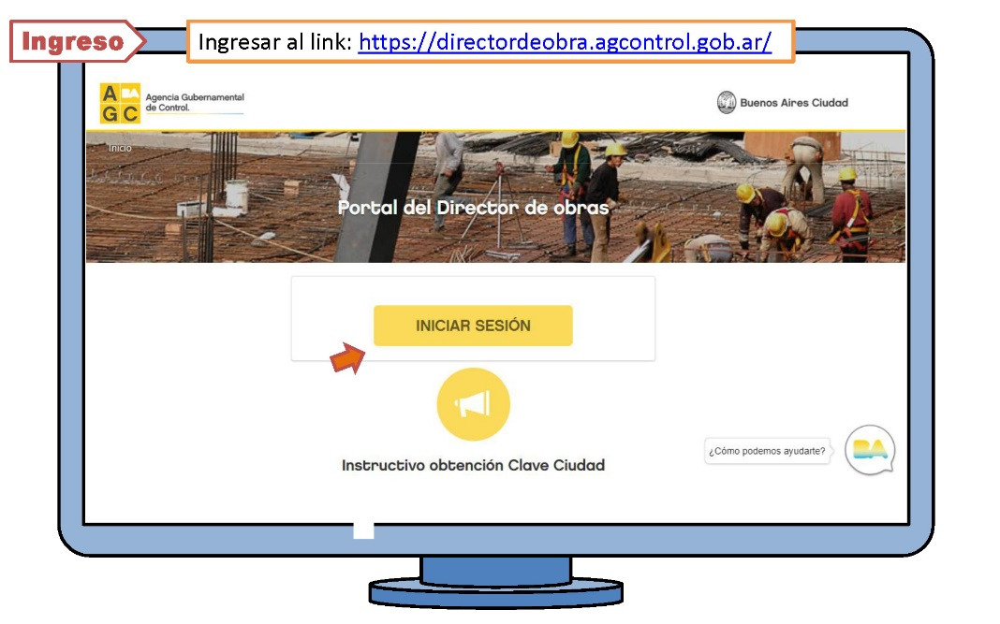 Ingreso
Ingresar al link: https://directordeobra.agcontrol.gob.ar/
A BA
G C
Agencia Gubernamental
de Control.
Buenos Aires Ciudad
Inicio
Portal del Director de obras
INICIAR SESIÓN
Instructivo obtención Clave Ciudad
¿Cómo podemos ayudarte?
BA